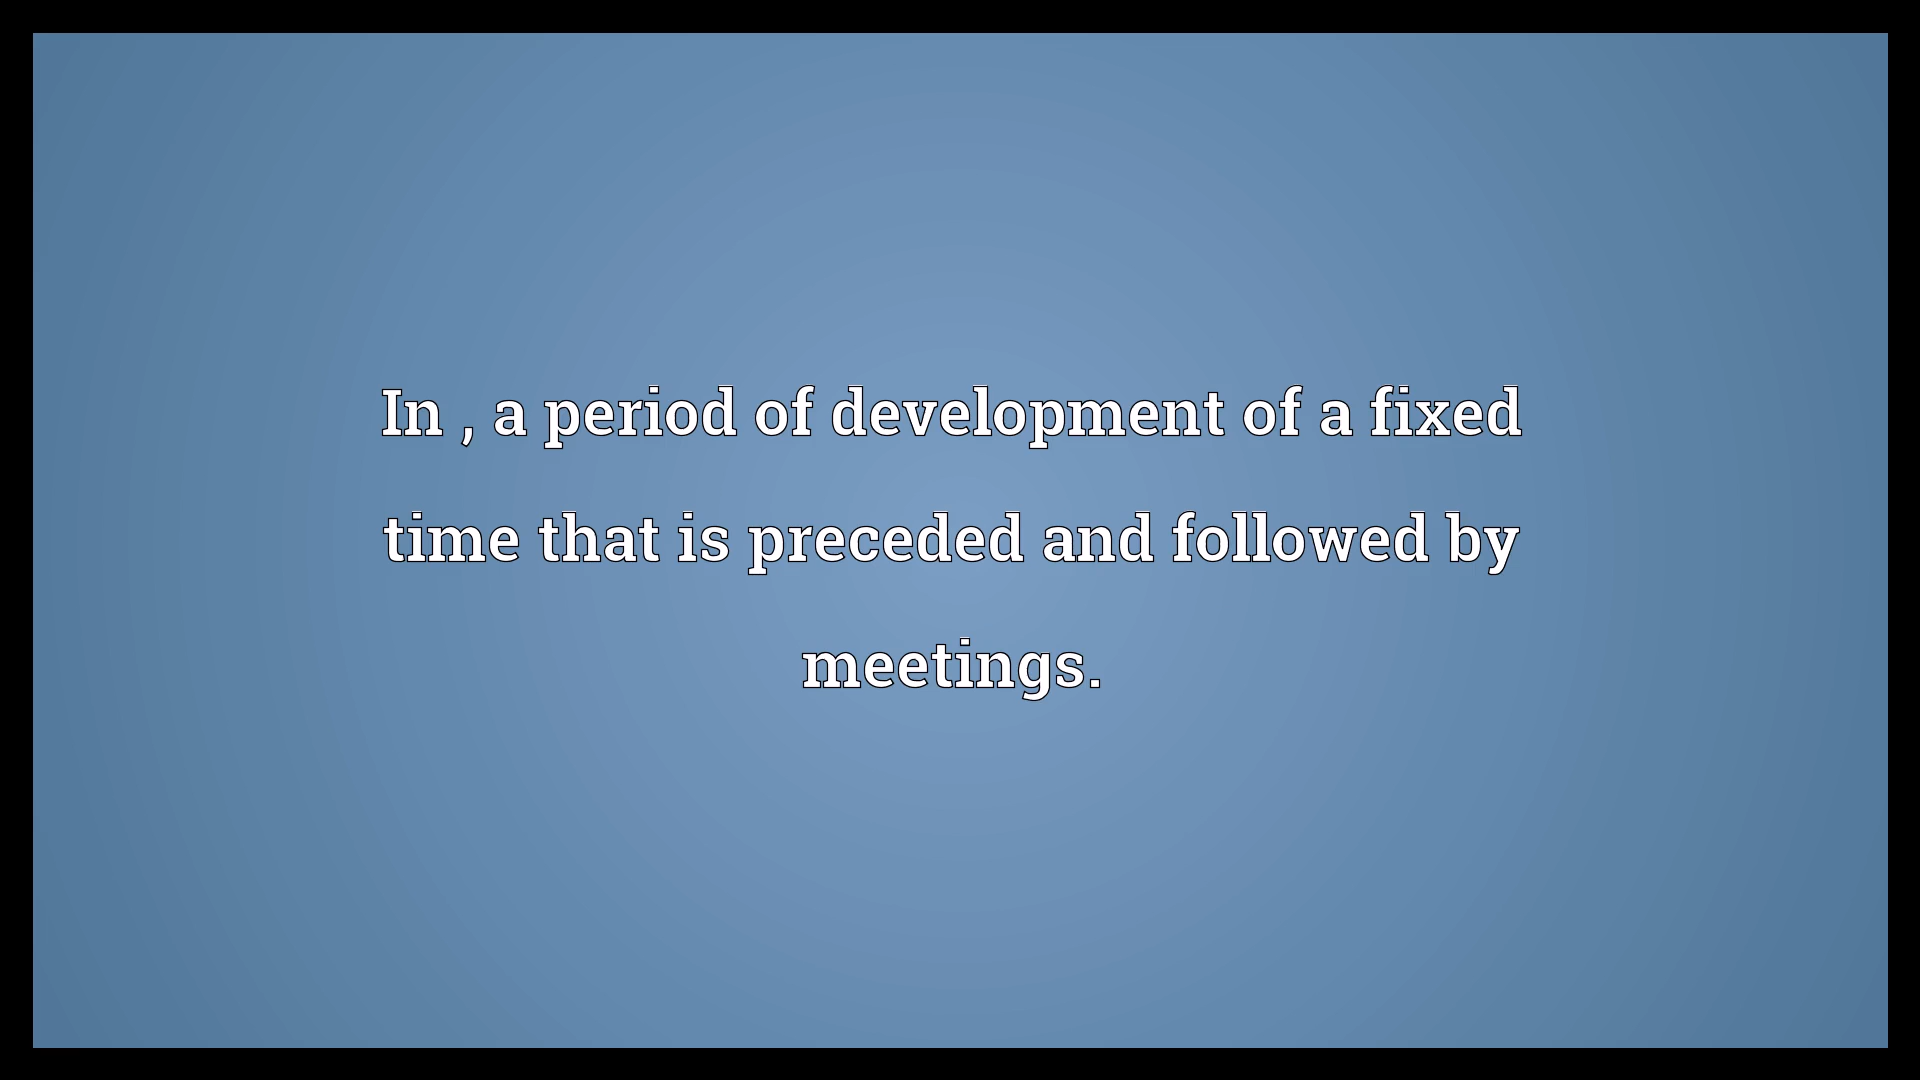 In , a period of development of a fixed
time that is preceded and followed by
meetings.